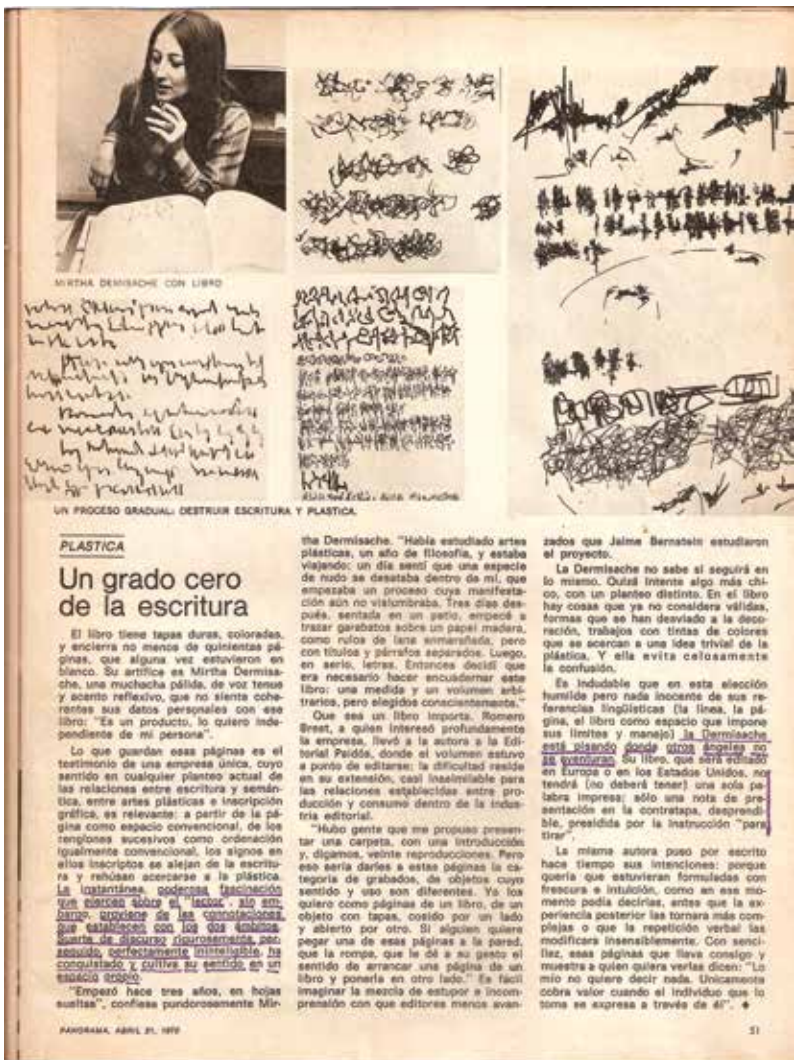 MIRTHA DEMISACHE CON LIBRO
UN PROCESO GRADUAL: DESTRUIR ESCRITURA Y PLASTICA.
PLASTICA
Un grado cero
de la escritura
El libro tiene tapas duras, coloradas,
y encierra no menos de quinientas pá-
ginas, que alguna vez estuvieron en
blanco. Su artífice es Mirtha Dermisa-
che, una muchacha pálida, de voz tenue
y acento reflexivo, que no siente cohe-
rentes sus datos personales con ese
libro: "Es un producto, lo quiero inde-
pendiente de mi persona".
Lo que guardan esas páginas es el
testimonio de una empresa única, cuyo
sentido en cualquier planteo actual de
las relaciones entre escritura y semán-
tica, entre artes plásticas e inscripción
gráfica, es relevante: a partir de la pá-
gina como espacio convencional, de los
renglones sucesivos como ordenación
igualmente convencional, los signos en
ellos inscriptos se alejan de la escritu-
ra y rehúsan acercarse a la plástica.
La instantánea, poderosa fascinación
que ejercen sobre el "lector", sin em-
bargo, proviene de las connotaciones
que establecen con los dos ámbitos.
Suerte de discurso rigurosamente per-
seguido, perfectamente ininteligible, ha
conquistado y cultiva su sentido en un
espacio propio.
"Empezó hace tres años, en hojas
sueltas", confiesa pundorosamente Mir-
tha Dermisache. "Había estudiado artes
plásticas, un año de filosofía, y estaba
viajando; un día sentí que una especie
de nudo se desataba dentro de mí, que
empezaba un proceso cuya manifesta-
ción aún no vislumbraba. Tres días des-
pués, sentada en un patio, empecé a
trazar garabatos sobre un papel madera,
como rulos de lana enmarañada, pero
con títulos y párrafos separados. Luego,
en serio, letras. Entonces decidí que
era necesario hacer encuadernar este
libro: una medida y un volumen arbi-
trarios, pero elegidos conscientemente."
Que sea un libro importa. Romero
Brest, a quien interesó profundamente
la empresa, llevó a la autora a la Edi-
torial Paidós, donde el volumen estuvo
a punto de editarse: la dificultad reside
en su extensión, casi inasimilable para
las relaciones establecidas entre pro-
ducción y consumo dentro de la indus-
tria editorial.
"Hubo gente que me propuso presen-
tar una carpeta, con una introducción
y, digamos, veinte reproducciones. Pero
eso sería darles a estas páginas la ca-
tegoría de grabados, de objetos cuyo
sentido y uso son diferentes. Yo los
quiero como páginas de un libro, de un
objeto con tapas, cosido por un lado
y abierto por otro. Si alguien quiere
pegar una de esas páginas a la pared,
que la rompa, que le dé a su gesto el
sentido de arrancar una página de un
libro y ponerla en otro lado." Es fácil
imaginar la mezcla de estupor e incom-
prensión con que editores menos avan-
zados que Jaime Bernstein estudiaron
el proyecto.
La Dermisache no sabe si seguirá en
lo mismo. Quizá intente algo más chi-
co, con un planteo distinto. En el libro
hay cosas que ya no considera válidas,
formas que se han desviado a la deco-
ración, trabajos con tintas de colores
que se acercan a una idea trivial de la
plástica. Y ella evita celosamente
la confusión.
Es indudable que en esta elección
humilde pero nada inocente de sus re-
ferencias lingüísticas (la línea, la pá-
gina, el libro como espacio que impone
sus límites y manejo) la Dermisache
está pisando donde otros ángeles no
se aventuran. Su libro, que será editado
en Europa o en los Estados Unidos, no
tendrá (no deberá tener) una sola pa-
labra impresa: sólo una nota de pre-
sentación en la contratapa, desprendi-
ble, presidida por la instrucción "para
tirar".
La misma autora puso por escrito
hace tiempo sus intenciones: porque
quería que estuvieran formuladas con
frescura e intuición, como en ese mo-
mento podía decirlas, antes que la ex-
periencia posterior las tornara más com-
plejas o que la repetición verbal las
modificara insensiblemente. Con senci-
llez, esas páginas que lleva consigo y
muestra a quien quiera verlas dicen: "Lo
mío no quiere decir nada. Unicamente
cobra valor cuando el individuo que lo
toma se expresa a través de él". ♦
PANORAMA, ABRIL 21, 1970
51